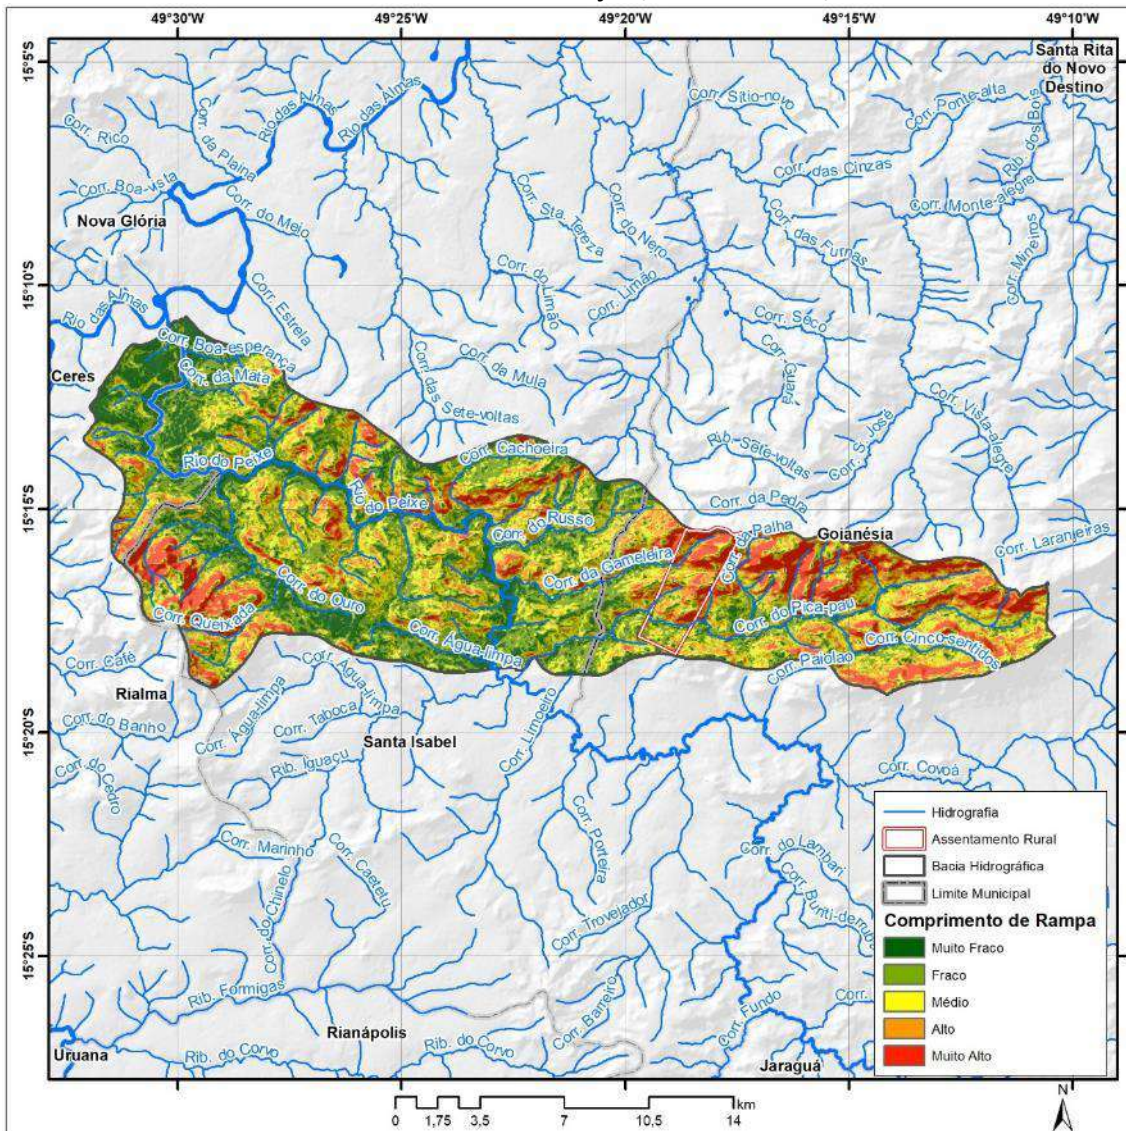 49°30'W
49°25'W
49°20'W
49°15'W
49°10'W
15°5'S
15°10'S
15°15'S
15°20'S
15°25'S
Santa Rita
do Novo
Destino
Corr. Sítio-novo
Corr. Ponte-alta
Rio das Almas
Rio das Almas
Corr. Rico
Corr. da Plaina
Rib. dos Bois
Corr. das Cinzas
Corr. Boa-vista
Corr. do Meio
Corr. Sta. Tereza
Corr. do Nero
Corr. Monte-alegre
Nova Glória
Corr. das Furnas
Corr. Mineiros
Corr. do Limão
Corr. Limão
Rio das Almas
Corr. Estrela
Corr. Seco
Corr. Boa-esperança
Ceres
Corr. da Mata
Corr. da Mula
Corr. Guará
Corr. das Sete-voltas
Corr. Vista-alegre
Corr. S. José
Rib. Sete-voltas
Corr. Cachoeira
Rio do Peixe
Rio do Peixe
Corr. da Pedra
Corr. do Russo
Corr. da Palha
Goianésia
Corr. Laranjeiras
Corr. da Gameleira
Corr. do Ouro
Corr. Queixada
Corr. do Pica-pau
Corr. Água-limpa
Corr. Cinco-sentidos
Corr. Paiolão
Corr. Café
Corr. Água-limpa
Rialma
Corr. Água-limpa
Corr. do Banho
Corr. Taboca
Santa Isabel
Corr. Limoeiro
Corr. do Cedro
Rib. Iguaçu
Corr. Covoá
Corr. Porteira
Corr. Marinho
Corr. Caetetu
Corr. do Chinelo
Corr. do Lambari
Corr. Buriti-derruba
Corr. Trovejador
Rib. Formigas
Corr. Barreiro
Corr. Fundo
Corr.
Rianápolis
Uruana
Rib. do Corvo
Rib. do Corvo
Jaraguá
Hidrografia
Assentamento Rural
Bacia Hidrográfica
Limite Municipal
Comprimento de Rampa
Muito Fraco
Fraco
Médio
Alto
Muito Alto
km
0 1,75 3,5 7 10,5 14
N